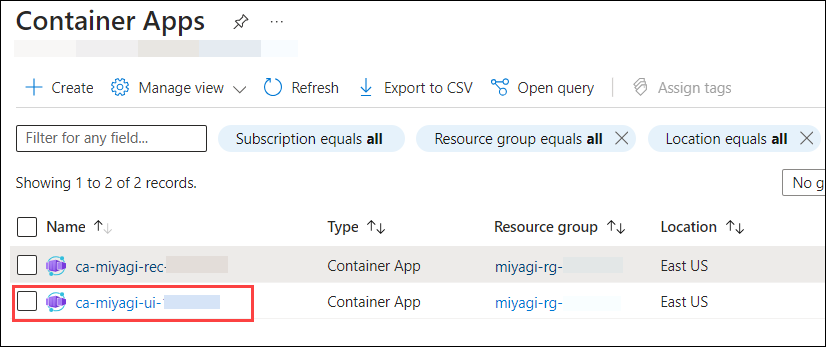 Container Apps ...
+ Create Manage view Refresh Export to CSV Open query Assign tags
Filter for any field... Subscription equals all Resource group equals all Location equals all
Showing 1 to 2 of 2 records. No g
Name Type Resource group Location
ca-miyagi-rec- Container App miyagi-rg- East US
ca-miyagi-ui- Container App miyagi-rg- East US